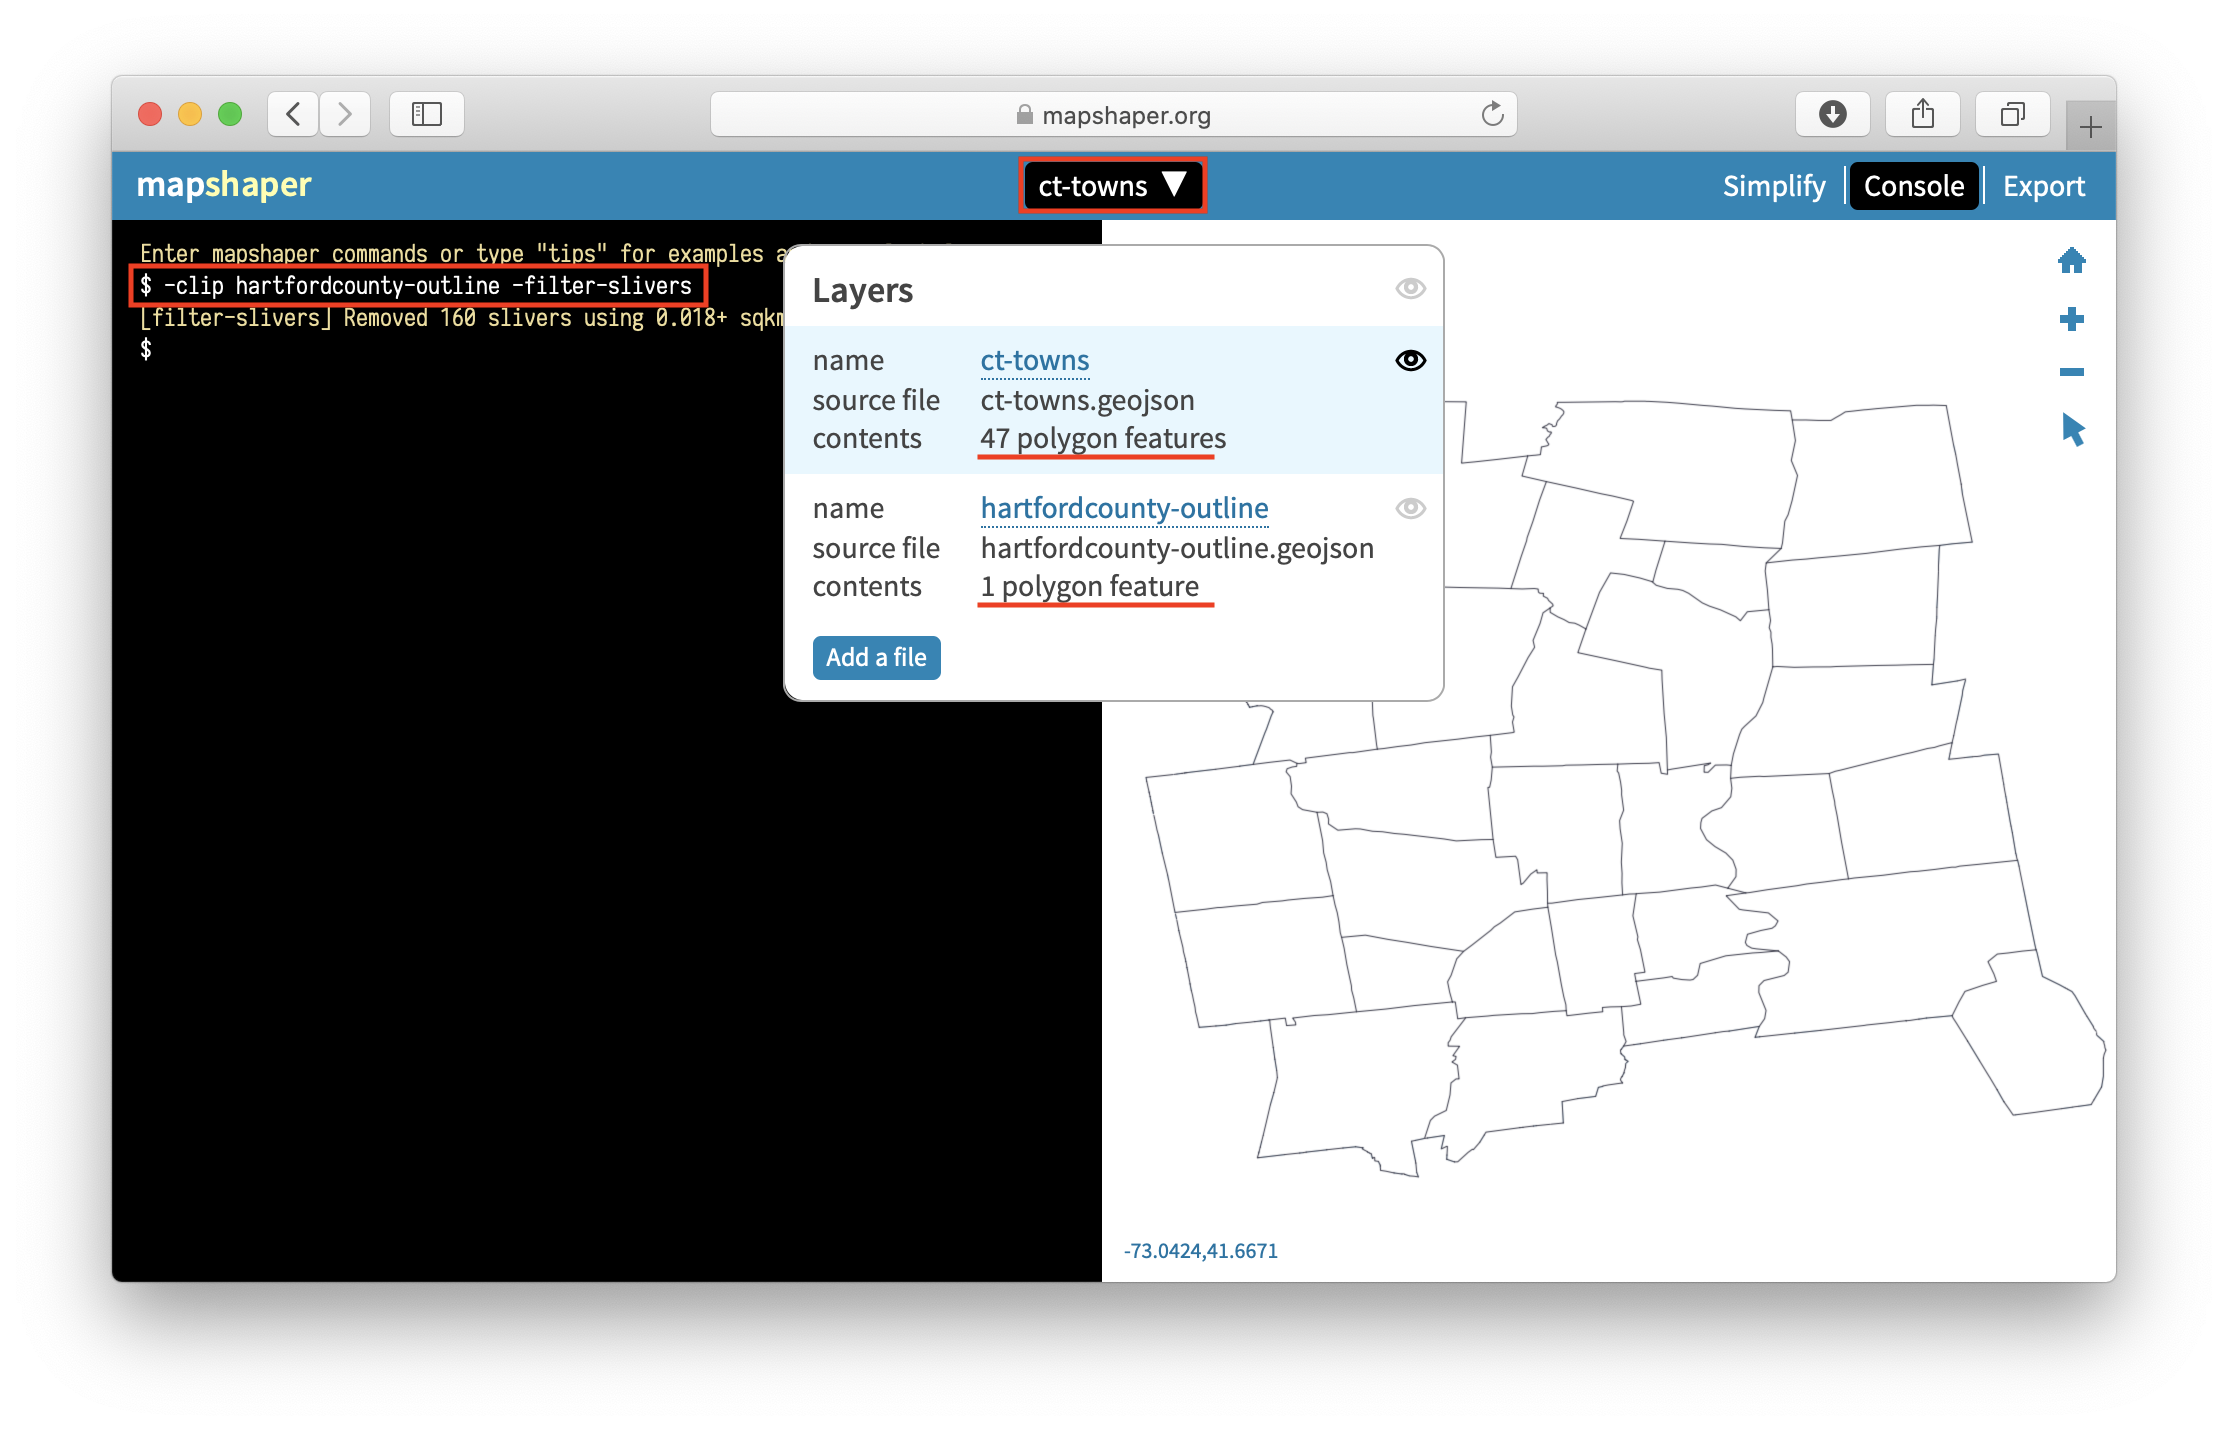 mapshaper.org
mapshaper
ct-towns ▼
Simplify
Console
Export
Enter mapshaper commands or type "tips" for examples
$ -clip hartfordcounty-outline -filter-slivers
[filter-slivers] Removed 160 slivers using 0.018+
$
Layers
name ct-towns
source file ct-towns.geojson
contents 47 polygon features
name hartfordcounty-outline
source file hartfordcounty-outline.geojson
contents 1 polygon feature
Add a file
-73.0424,41.6671